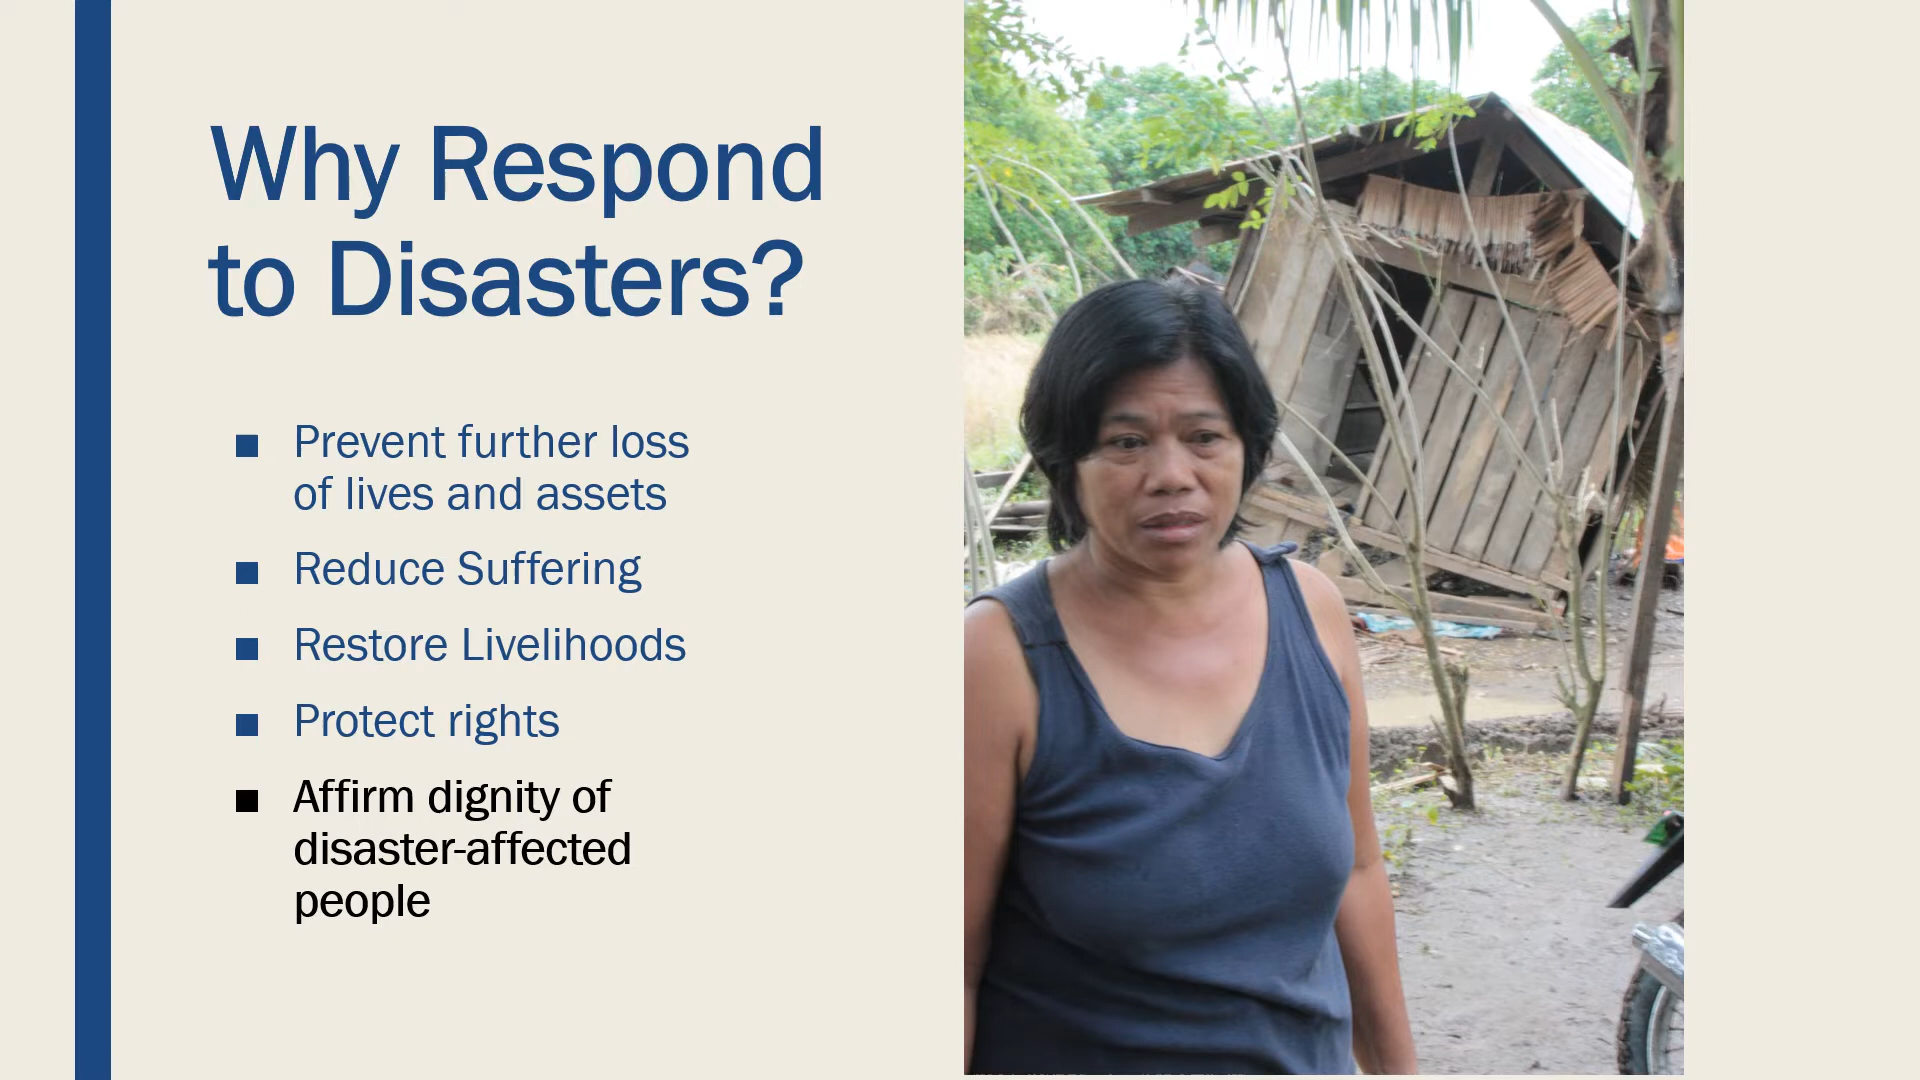 Why Respond
to Disasters?
■ Prevent further loss
of lives and assets
■ Reduce Suffering
■ Restore Livelihoods
■ Protect rights
■ Affirm dignity of
disaster-affected
people